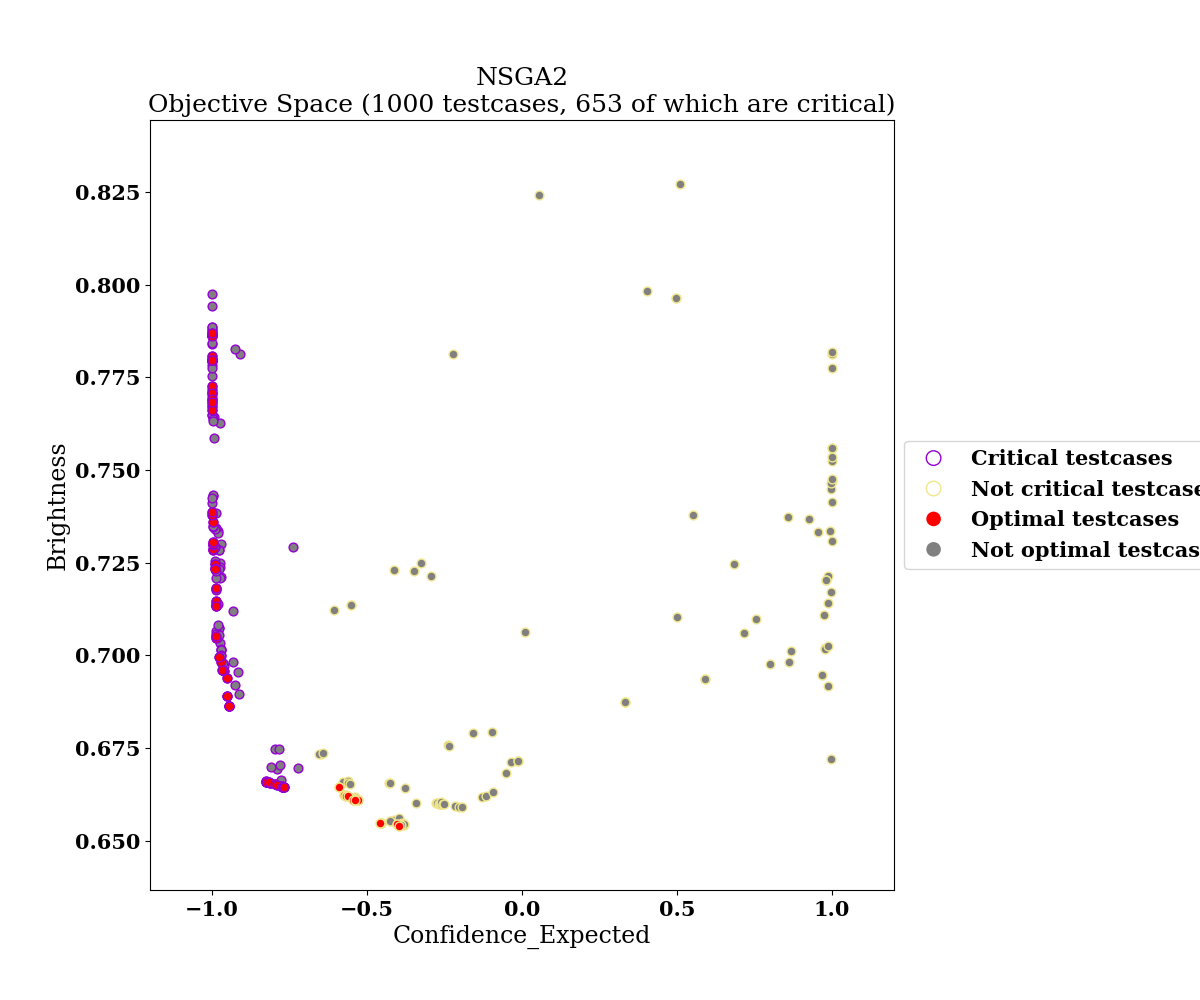 NSGA2
Objective Space (1000 testcases, 653 of which are critical)
0.825
0.800
0.775
0.750
0.725
0.700
0.675
0.650
Brightness
−1.0
−0.5
0.0
0.5
1.0
Confidence_Expected
Critical testcases
Not critical testcase
Optimal testcases
Not optimal testcas